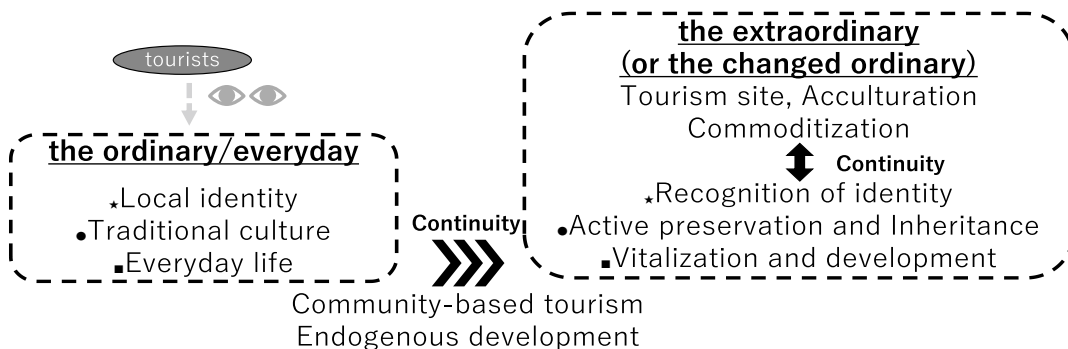 tourists
the ordinary/everyday
★Local identity
●Traditional culture
■Everyday life
Continuity
Community-based tourism
Endogenous development
the extraordinary
(or the changed ordinary)
Tourism site, Acculturation
Commoditization
Continuity
★Recognition of identity
●Active preservation and Inheritance
■Vitalization and development